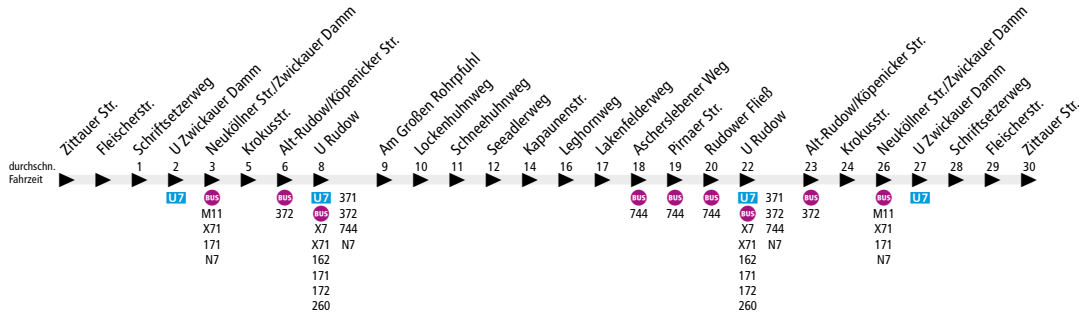 Zittauer Str.
Fleischerstr.
Schriftsetzerweg
U Zwickauer Damm
Neuköllner Str./Zwickauer Damm
Krokusstr.
Alt-Rudow/Köpenicker Str.
U Rudow
Am Großen Rohrpfuhl
Lockenhuhnweg
Schneehuhnweg
Seeadlerweg
Kapaunenstr.
Leghornweg
Lakenfelderweg
Ascherslebener Weg
Pirnaer Str.
Rudower Fließ
U Rudow
Alt-Rudow/Köpenicker Str.
Krokusstr.
Neuköllner Str./Zwickauer Damm
U Zwickauer Damm
Schriftsetzerweg
Fleischerstr.
Zittauer Str.
durchschn. 1 2 3 5 6 8 9 10 11 12 14 16 17 18 19 20 22 23 24 26 27 28 29 30
Fahrzeit
U7 BUS BUS U7 371 BUS BUS BUS U7 371 BUS BUS U7
M11 372 BUS 372 744 744 744 BUS 372 372 M11
X71 X7 744 X7 744 X71
171 X71 N7 X71 N7 171
N7 162 162 N7
171 171
172 172
260 260